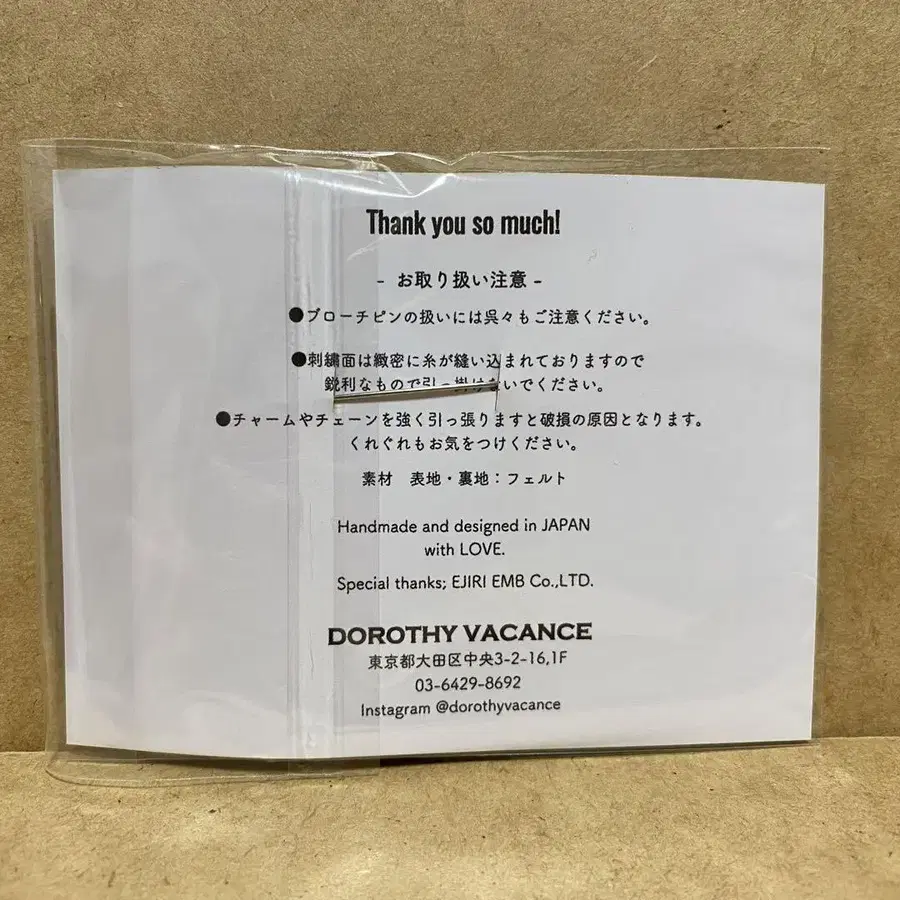 Thank you so much!
- お取り扱い注意 -
●ブローチピンの扱いには呉々もご注意ください。
●刺繍面は緻密に糸が縫い込まれておりますので
鋭利なもので引っ掛けないでください。
●チャームやチェーンを強く引っ張りますと破損の原因となります。
くれぐれもお気をつけください。
素材 表地・裏地：フェルト
Handmade and designed in JAPAN
with LOVE.
Special thanks; EJIRI EMB Co.,LTD.
DOROTHY VACANCE
東京都大田区中央3-2-16,1F
03-6429-8692
Instagram @dorothyvacance